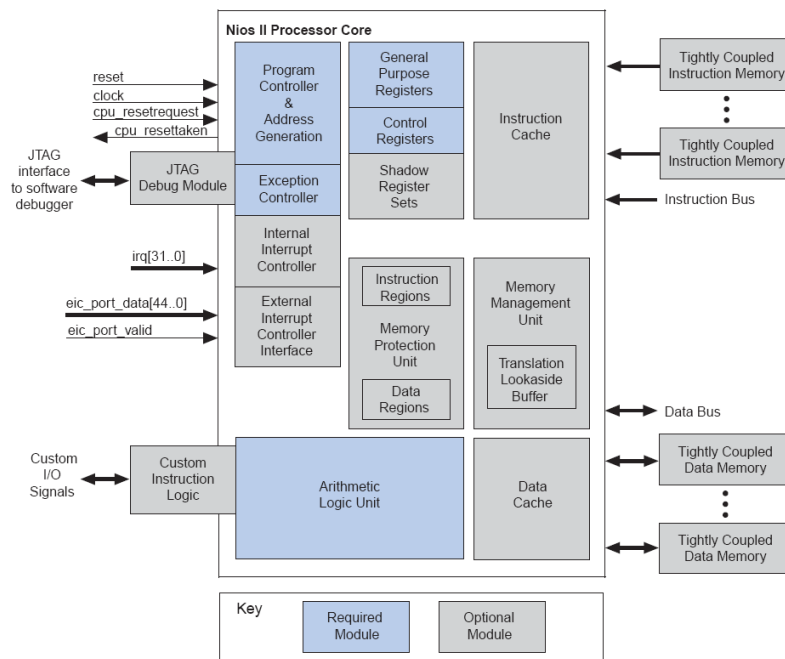 Nios II Processor Core
reset
clock
cpu_resetrequest
cpu_resettaken
JTAG
interface
to software
debugger
JTAG
Debug Module
irq[31..0]
eic_port_data[44..0]
eic_port_valid
Custom
I/O
Signals
Custom
Instruction
Logic
Program
Controller
&
Address
Generation
Exception
Controller
Internal
Interrupt
Controller
External
Interrupt
Controller
Interface
General
Purpose
Registers
Control
Registers
Shadow
Register
Sets
Instruction
Cache
Instruction
Regions
Memory
Protection
Unit
Data
Regions
Memory
Management
Unit
Translation
Lookaside
Buffer
Arithmetic
Logic Unit
Data
Cache
Tightly Coupled
Instruction Memory
Tightly Coupled
Instruction Memory
Instruction Bus
Data Bus
Tightly Coupled
Data Memory
Tightly Coupled
Data Memory
Key
Required
Module
Optional
Module